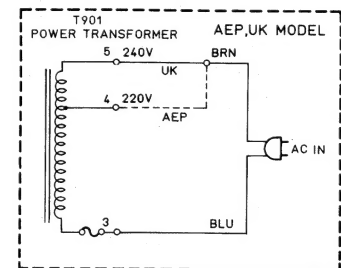 T901
POWER TRANSFORMER
AEP,UK MODEL
5 240V
BRN
UK
4 220V
AEP
AC IN
3
BLU